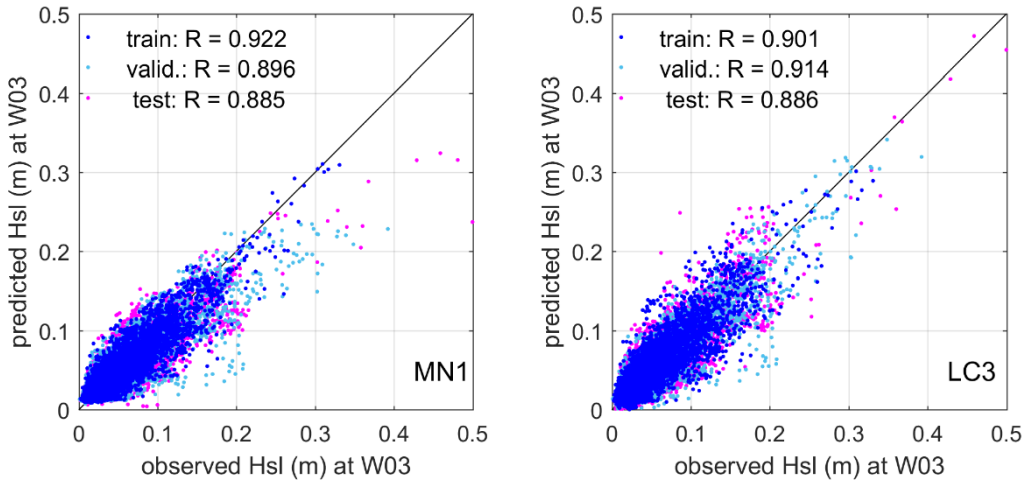 0.5
0.4
0.3
0.2
0.1
0
0
0.1
0.2
0.3
0.4
0.5
predicted Hsl (m) at W03
observed Hsl (m) at W03
train: R = 0.922
valid.: R = 0.896
test: R = 0.885
MN1
0.5
0.4
0.3
0.2
0.1
0
0
0.1
0.2
0.3
0.4
0.5
predicted Hsl (m) at W03
observed Hsl (m) at W03
train: R = 0.901
valid.: R = 0.914
test: R = 0.886
LC3